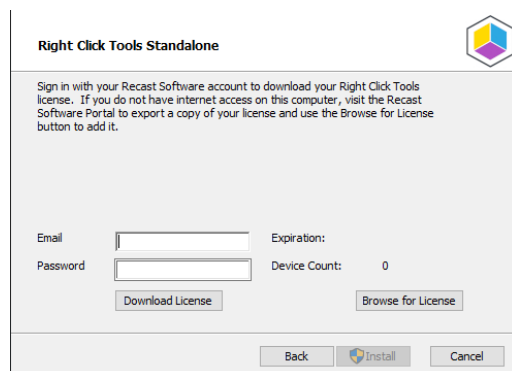 Right Click Tools Standalone
Sign in with your Recast Software account to download your Right Click Tools
license.  If you do not have internet access on this computer, visit the Recast
Software Portal to export a copy of your license and use the Browse for License
button to add it.
Email
Expiration:
Password
Device Count: 0
Download License
Browse for License
Back
Install
Cancel